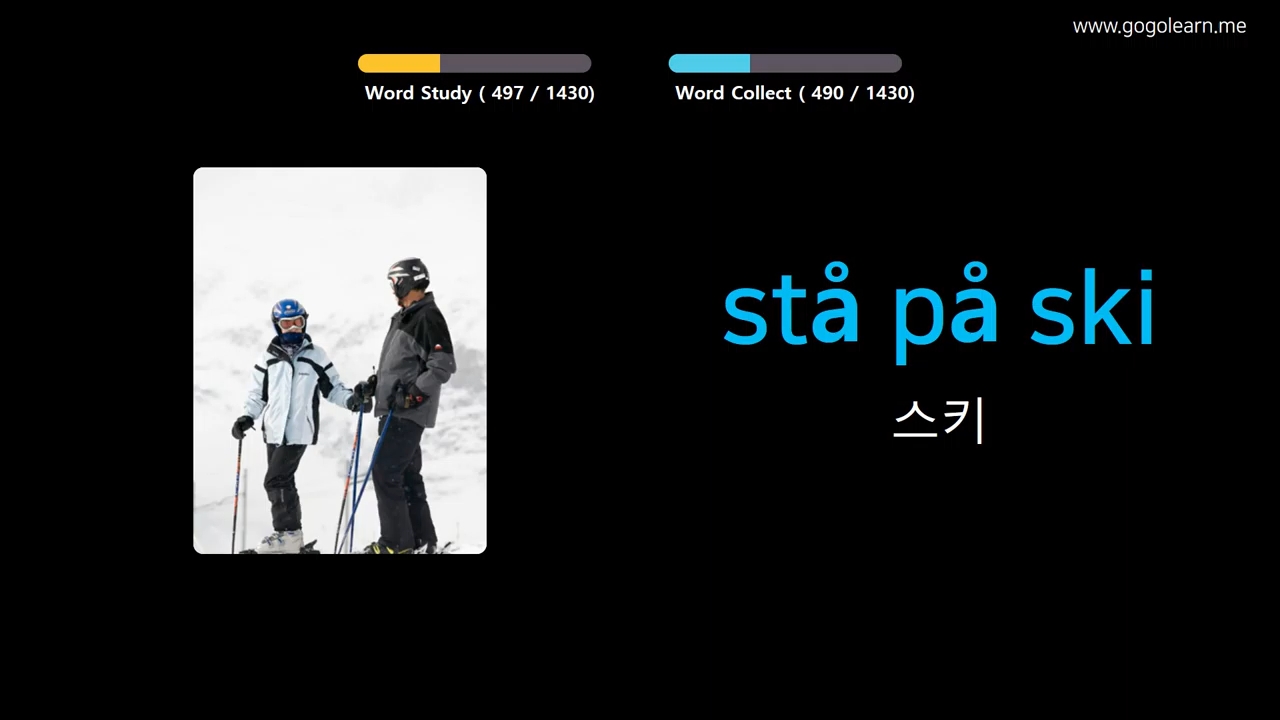 www.gogolearn.me
Word Study ( 497 / 1430)
Word Collect ( 490 / 1430)
stå på ski
스키